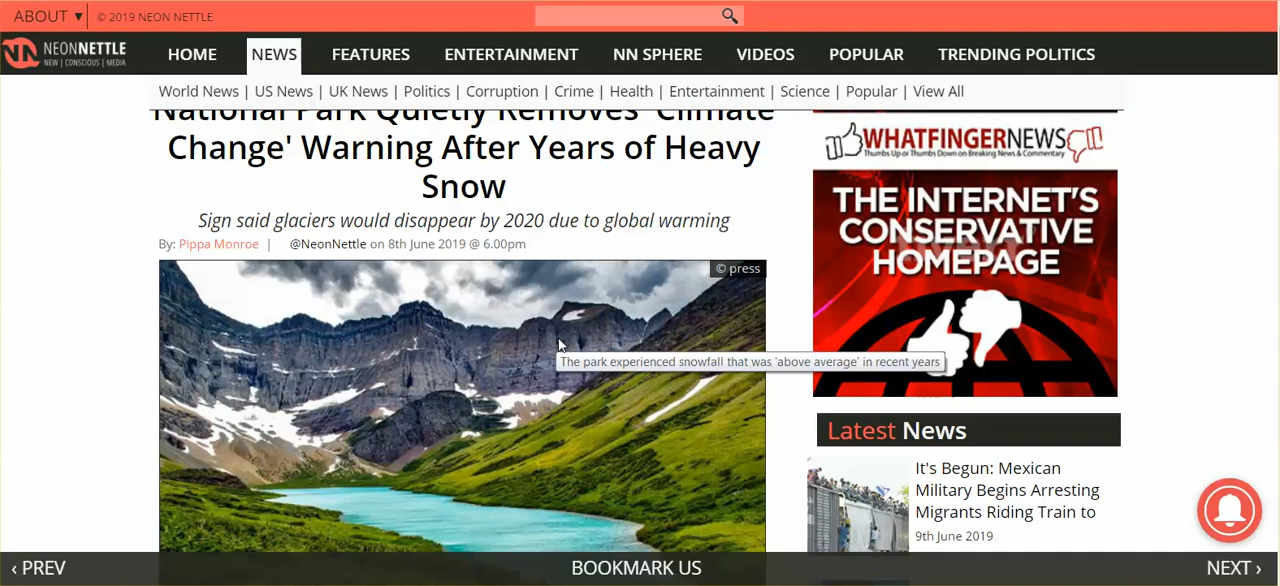 ABOUT ▼ © 2019 NEON NETTLE
NEONNETTLE
NEW | CONSCIOUS | MEDIA
HOME NEWS FEATURES ENTERTAINMENT NN SPHERE VIDEOS POPULAR TRENDING POLITICS
World News | US News | UK News | Politics | Corruption | Crime | Health | Entertainment | Science | Popular | View All
National Park Quietly Removes 'Climate
Change' Warning After Years of Heavy
Snow
Sign said glaciers would disappear by 2020 due to global warming
By: Pippa Monroe | @NeonNettle on 8th June 2019 @ 6.00pm
© press
The park experienced snowfall that was 'above average' in recent years
WHATFINGERNEWS
Thumbs Up or Thumbs Down on Breaking News & Commentary
THE INTERNET'S
CONSERVATIVE
HOMEPAGE
Latest News
It's Begun: Mexican
Military Begins Arresting
Migrants Riding Train to
9th June 2019
‹ PREV BOOKMARK US NEXT ›